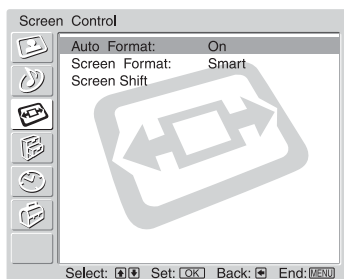 Screen Control
Auto Format: On
Screen Format: Smart
Screen Shift
Select: Set: OK Back: End: MENU